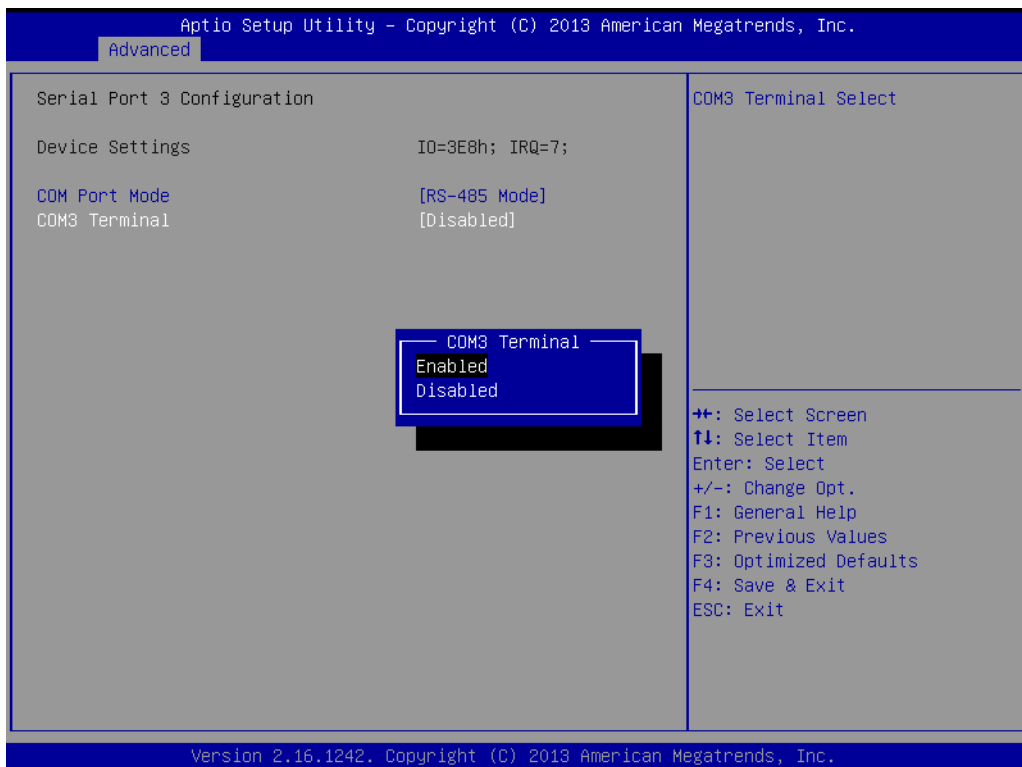 Aptio Setup Utility – Copyright (C) 2013 American Megatrends, Inc.
Advanced
Serial Port 3 Configuration
Device Settings IO=3E8h; IRQ=7;
COM Port Mode [RS-485 Mode]
COM3 Terminal [Disabled]
COM3 Terminal
Enabled
Disabled
COM3 Terminal Select
→←: Select Screen
↑↓: Select Item
Enter: Select
+/-: Change Opt.
F1: General Help
F2: Previous Values
F3: Optimized Defaults
F4: Save & Exit
ESC: Exit
Version 2.16.1242. Copyright (C) 2013 American Megatrends, Inc.